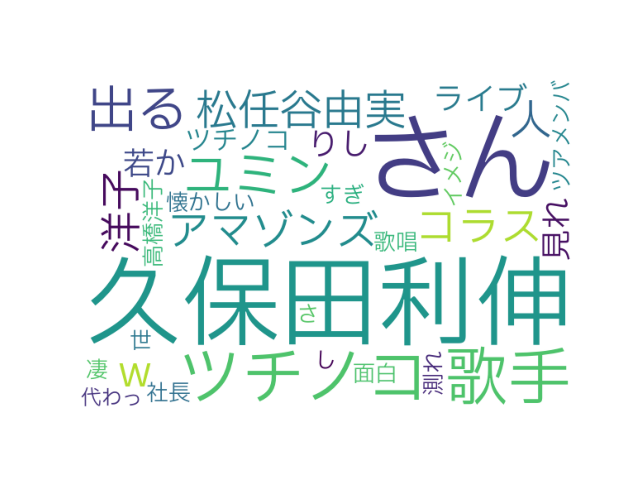 出る
松任谷由実
ライブ
人
ツアメンバ
さん
ツチノコ
りし
イメジ
若か
ユミン
すぎ
洋子
高橋洋子
懐かしい
アマゾンズ
歌唱
コラス
見れ
久保田利伸
さ
世
凄
w
ツチノコ
し
面白
測れ
歌手
代わっ
社長